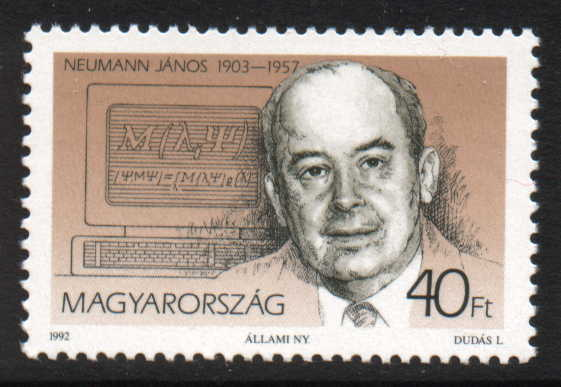 NEUMANN JÁNOS 1903—1957
M(λ,Ψ)
MAGYARORSZÁG
40Ft
1992
ÁLLAMI NY.
DUDÁS L.